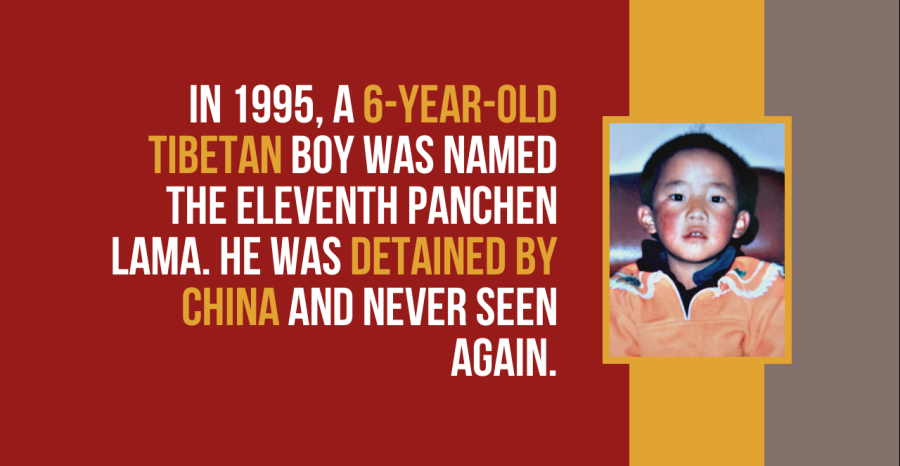 IN 1995, A 6-YEAR-OLD
TIBETAN BOY WAS NAMED
THE ELEVENTH PANCHEN
LAMA. HE WAS DETAINED BY
CHINA AND NEVER SEEN
AGAIN.